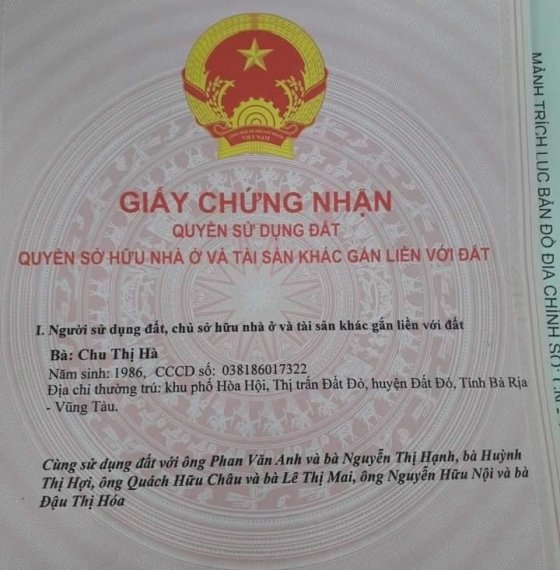 VIỆT NAM
GIẤY CHỨNG NHẬN
QUYỀN SỬ DỤNG ĐẤT
QUYỀN SỞ HỮU NHÀ Ở VÀ TÀI SẢN KHÁC GẮN LIỀN VỚI ĐẤT
I. Người sử dụng đất, chủ sở hữu nhà ở và tài sản khác gắn liền với đất
Bà: Chu Thị Hà
Năm sinh: 1986, CCCD số: 038186017322
Địa chỉ thường trú: khu phố Hòa Hội, Thị trấn Đất Đỏ, huyện Đất Đỏ, Tỉnh Bà Rịa
- Vũng Tàu.
Cùng sử dụng đất với ông Phan Văn Anh và bà Nguyễn Thị Hạnh, bà Huỳnh
Thị Hợi, ông Quách Hữu Châu và bà Lê Thị Mai, ông Nguyễn Hữu Nội và bà
Đậu Thị Hóa
MẢNH TRÍCH LỤC BẢN ĐỒ ĐỊA CHÍNH SỐ: